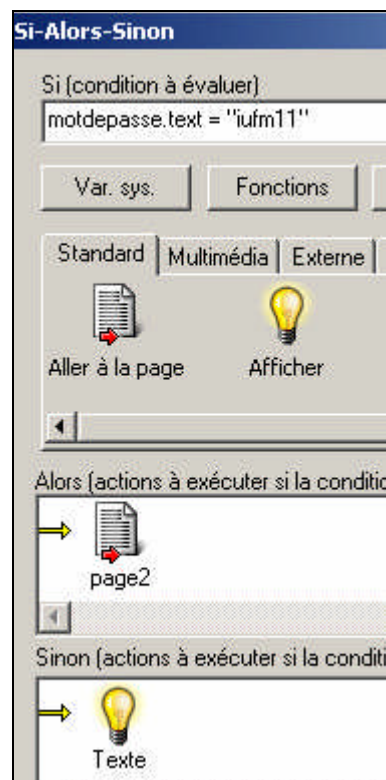 Si-Alors-Sinon
Si (condition à évaluer)
motdepasse.text = "iufm11"
Var. sys. Fonctions
Standard Multimédia Externe
Aller à la page Afficher
Alors (actions à exécuter si la conditio
page2
Sinon (actions à exécuter si la conditi
Texte